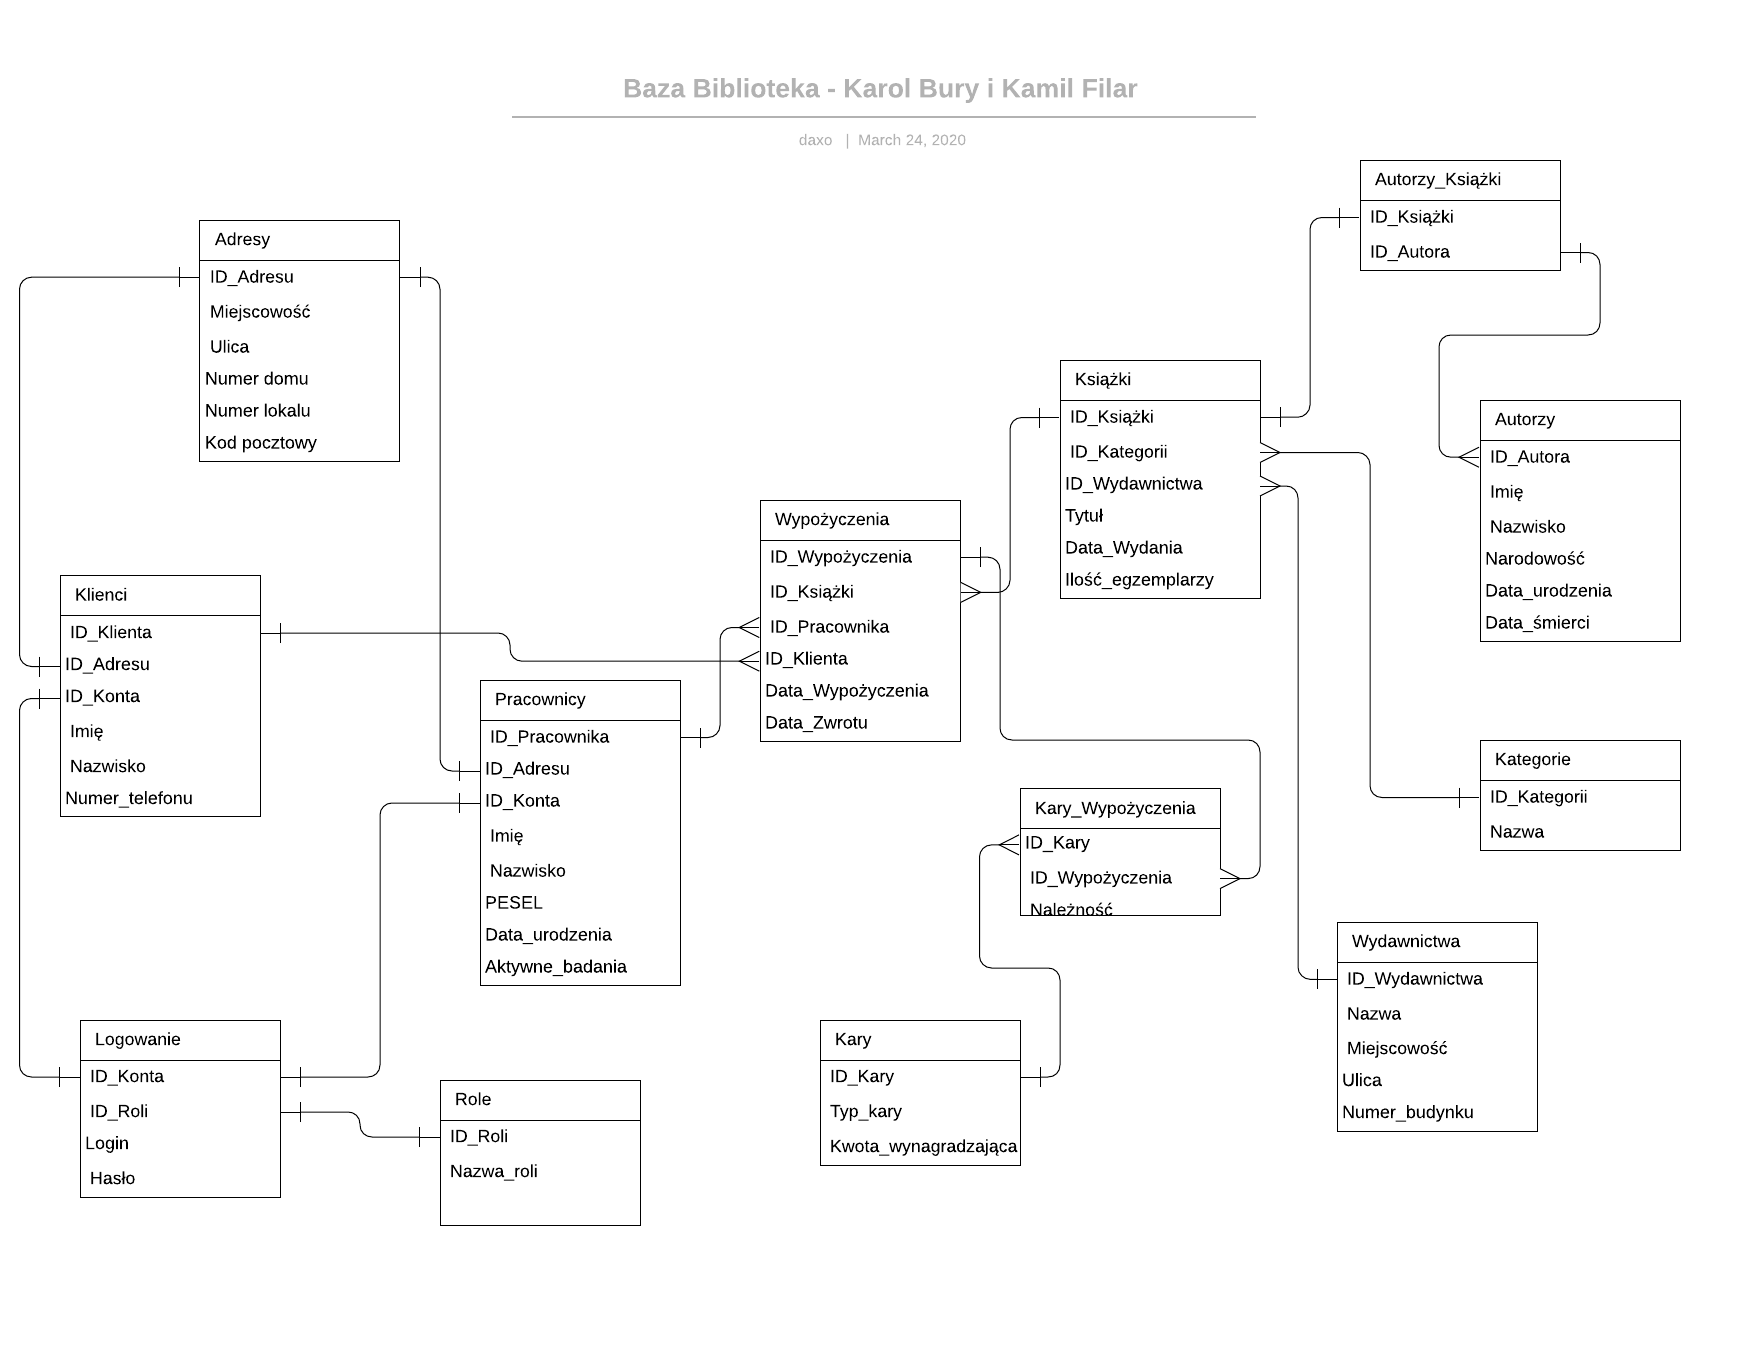 Baza Biblioteka - Karol Bury i Kamil Filar
daxo | March 24, 2020
Autorzy_Książki
ID_Książki
ID_Autora
Adresy
ID_Adresu
Miejscowość
Ulica
Numer domu
Numer lokalu
Kod pocztowy
Książki
ID_Książki
ID_Kategorii
ID_Wydawnictwa
Tytuł
Data_Wydania
Ilość_egzemplarzy
Autorzy
ID_Autora
Imię
Nazwisko
Narodowość
Data_urodzenia
Data_śmierci
Wypożyczenia
ID_Wypożyczenia
ID_Książki
ID_Pracownika
ID_Klienta
Data_Wypożyczenia
Data_Zwrotu
Klienci
ID_Klienta
ID_Adresu
ID_Konta
Imię
Nazwisko
Numer_telefonu
Pracownicy
ID_Pracownika
ID_Adresu
ID_Konta
Imię
Nazwisko
PESEL
Data_urodzenia
Aktywne_badania
Kategorie
ID_Kategorii
Nazwa
Kary_Wypożyczenia
ID_Kary
ID_Wypożyczenia
Należność
Wydawnictwa
ID_Wydawnictwa
Nazwa
Miejscowość
Ulica
Numer_budynku
Logowanie
ID_Konta
ID_Roli
Login
Hasło
Role
ID_Roli
Nazwa_roli
Kary
ID_Kary
Typ_kary
Kwota_wynagradzająca